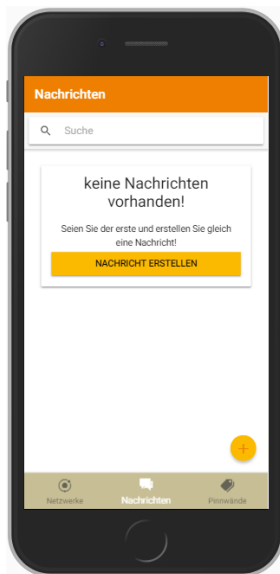 Nachrichten
Suche
keine Nachrichten
vorhanden!
Seien Sie der erste und erstellen Sie gleich
eine Nachricht!
NACHRICHT ERSTELLEN
Netzwerke Nachrichten Pinnwände